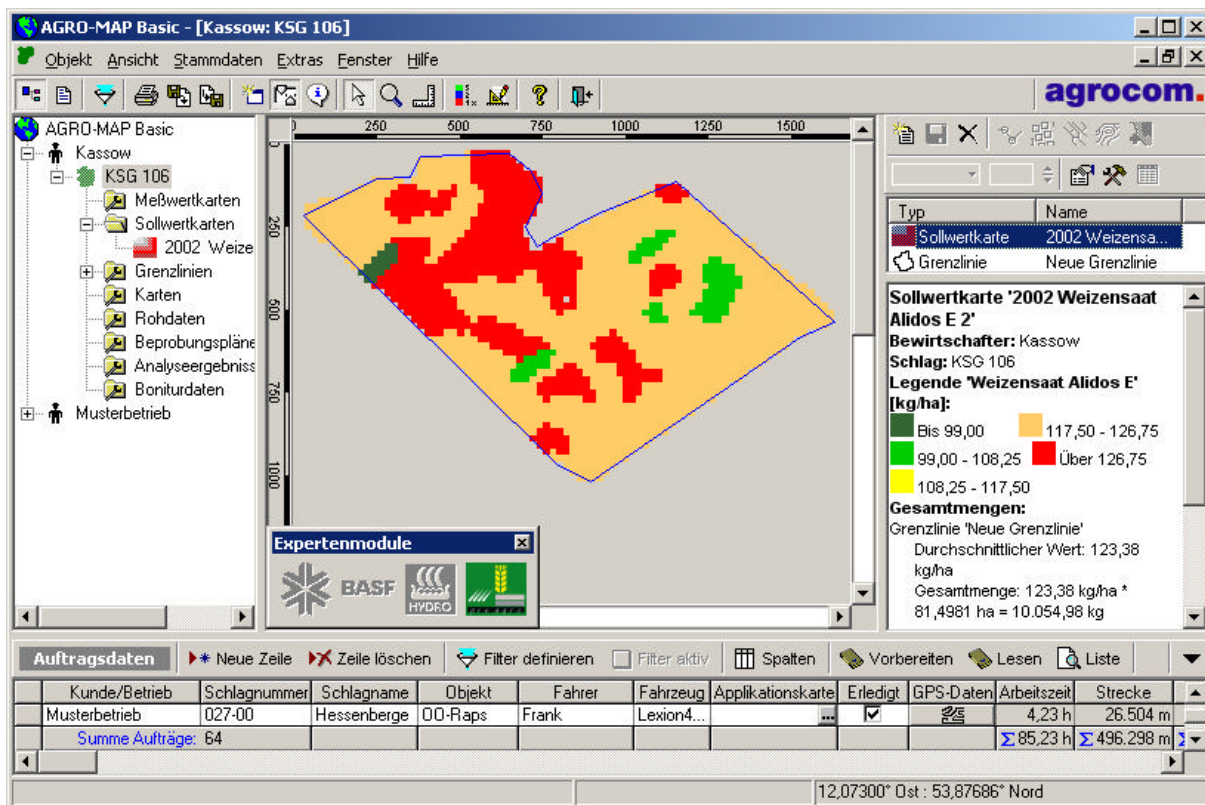 AGRO-MAP Basic - [Kassow: KSG 106]
Objekt Ansicht Stammdaten Extras Fenster Hilfe
agrocom.
AGRO-MAP Basic
Kassow
KSG 106
Meßwertkarten
Sollwertkarten
2002 Weize
Grenzlinien
Karten
Rohdaten
Beprobungspläne
Analyseergebniss
Boniturdaten
Musterbetrieb
0 250 500 750 1000 1250 1500
0
250
500
750
1000
Typ Name
Sollwertkarte 2002 Weizensa...
Grenzlinie Neue Grenzlinie
Sollwertkarte '2002 Weizensaat
Alidos E 2'
Bewirtschafter: Kassow
Schlag: KSG 106
Legende 'Weizensaat Alidos E'
[kg/ha]:
Bis 99,00 117,50 - 126,75
99,00 - 108,25 Über 126,75
108,25 - 117,50
Gesamtmengen:
Grenzlinie 'Neue Grenzlinie'
Durchschnittlicher Wert: 123,38
kg/ha
Gesamtmenge: 123,38 kg/ha *
81,4981 ha = 10.054,98 kg
Expertenmodule
BASF
HYDRO
Auftragsdaten Neue Zeile Zeile löschen Filter definieren Filter aktiv Spalten Vorbereiten Lesen Liste
Kunde/Betrieb Schlagnummer Schlagname Objekt Fahrer Fahrzeug Applikationskarte Erledigt GPS-Daten Arbeitszeit Strecke
Musterbetrieb 027-00 Hessenberge OO-Raps Frank Lexion4... ... 4,23 h 26.504 m
Summe Aufträge: 64 Σ 85,23 h Σ 496.298 m Σ
12,07300° Ost : 53,87686° Nord